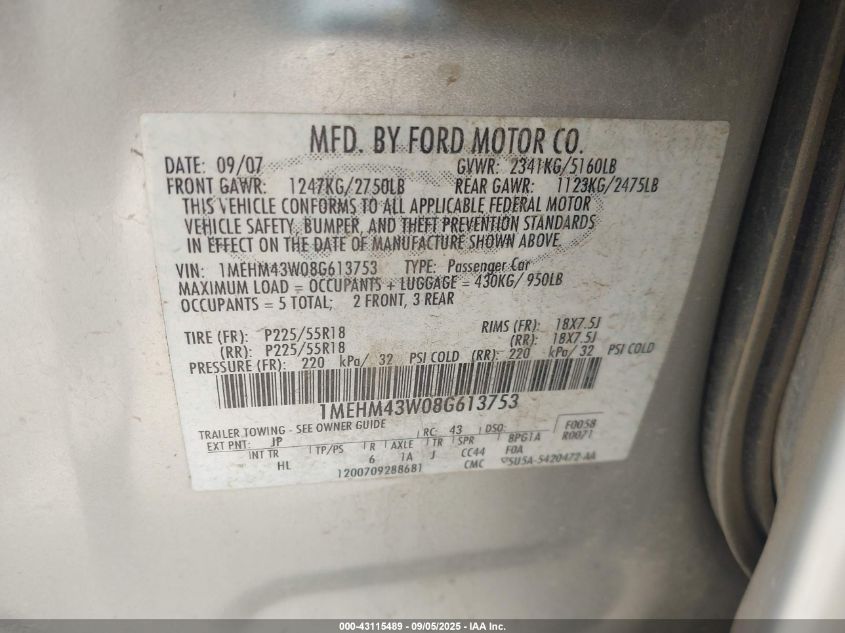 MFD. BY FORD MOTOR CO.
DATE: 09/07 GVWR: 2341KG/5160LB
FRONT GAWR: 1247KG/2750LB REAR GAWR: 1123KG/2475LB
THIS VEHICLE CONFORMS TO ALL APPLICABLE FEDERAL MOTOR
VEHICLE SAFETY, BUMPER, AND THEFT PREVENTION STANDARDS
IN EFFECT ON THE DATE OF MANUFACTURE SHOWN ABOVE.
VIN: 1MEHM43W08G613753 TYPE: Passenger Car
MAXIMUM LOAD = OCCUPANTS + LUGGAGE = 430KG/ 950LB
OCCUPANTS = 5 TOTAL; 2 FRONT, 3 REAR
TIRE (FR): P225/55R18 RIMS (FR): 18X7.5J
(RR): P225/55R18 (RR): 18X7.5J
PRESSURE (FR): 220 kPa/ 32 PSI COLD (RR): 220 kPa/ 32 PSI COLD
1MEHM43W08G613753
TRAILER TOWING - SEE OWNER GUIDE RC: 43 DSO: F0058
EXT PNT: JP R0071
INT TR TP/PS R AXLE TR SPR 8PG1A
HL 6 1A J CC44 FOA
1200709288681 CMC 5U5A-5420472-AA
000-43115489 - 09/05/2025 - IAA Inc.